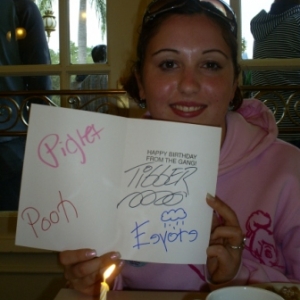 Piglet
Pooh
HAPPY BIRTHDAY
FROM THE GANG!
TIGGER
Eeyore